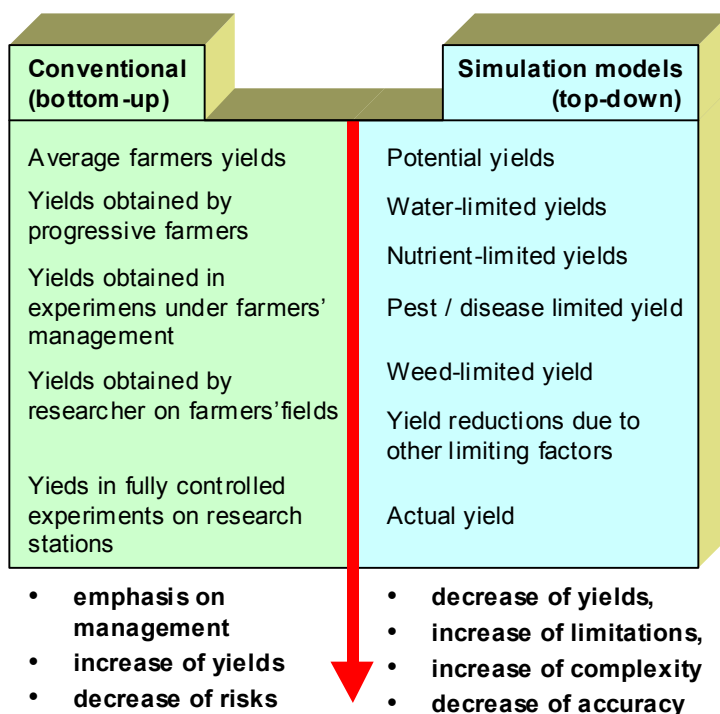 Conventional
(bottom-up)
Average farmers yields
Yields obtained by
progressive farmers
Yields obtained in
experimens under farmers’
management
Yields obtained by
researcher on farmers’fields
Yieds in fully controlled
experiments on research
stations
• emphasis on
management
• increase of yields
• decrease of risks
Simulation models
(top-down)
Potential yields
Water-limited yields
Nutrient-limited yields
Pest / disease limited yield
Weed-limited yield
Yield reductions due to
other limiting factors
Actual yield
• decrease of yields,
• increase of limitations,
• increase of complexity
• decrease of accuracy